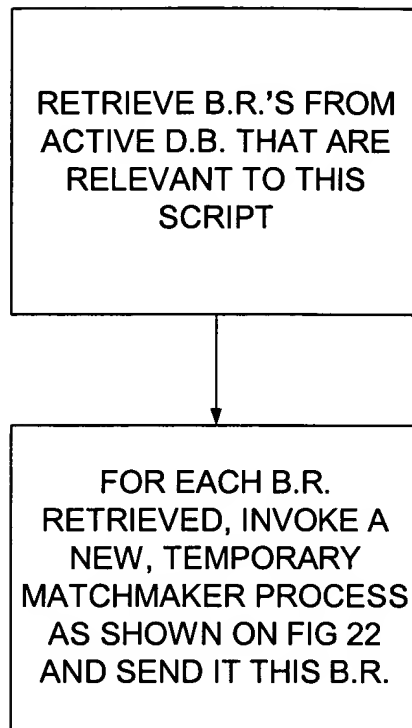 RETRIEVE B.R.'S FROM
ACTIVE D.B. THAT ARE
RELEVANT TO THIS
SCRIPT
FOR EACH B.R.
RETRIEVED, INVOKE A
NEW, TEMPORARY
MATCHMAKER PROCESS
AS SHOWN ON FIG 22
AND SEND IT THIS B.R.